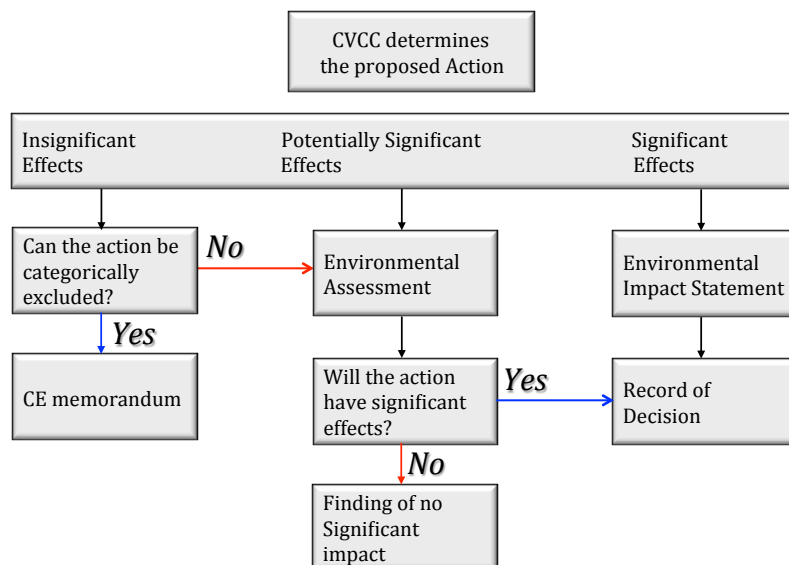 CVCC determines
the proposed Action
Insignificant
Effects
Potentially Significant
Effects
Significant
Effects
Can the action be
categorically
excluded?
No
Environmental
Assessment
Environmental
Impact Statement
Yes
CE memorandum
Will the action
have significant
effects?
Yes
Record of
Decision
No
Finding of no
Significant
impact